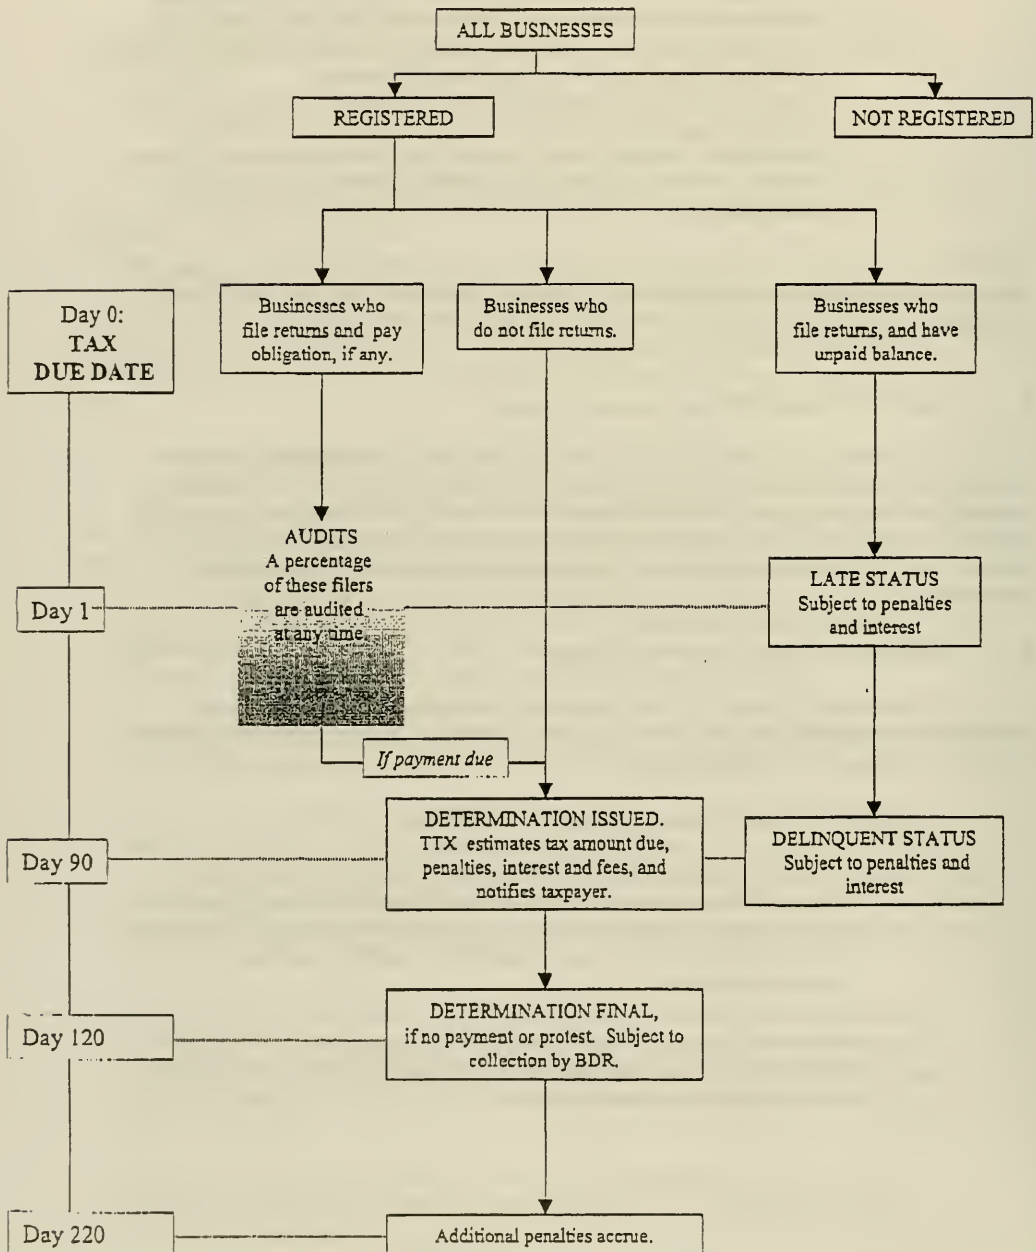 ALL BUSINESSES
REGISTERED
NOT REGISTERED
Day 0:
TAX
DUE DATE
Businesses who
file returns and pay
obligation, if any.
Businesses who
do not file returns.
Businesses who
file returns, and have
unpaid balance.
AUDITS
A percentage
of these filers
are audited
at any time.
Day 1
LATE STATUS
Subject to penalties
and interest
If payment due
Day 90
DETERMINATION ISSUED.
TTX estimates tax amount due,
penalties, interest and fees, and
notifies taxpayer.
DELINQUENT STATUS
Subject to penalties and
interest
Day 120
DETERMINATION FINAL,
if no payment or protest. Subject to
collection by BDR.
Day 220
Additional penalties accrue.